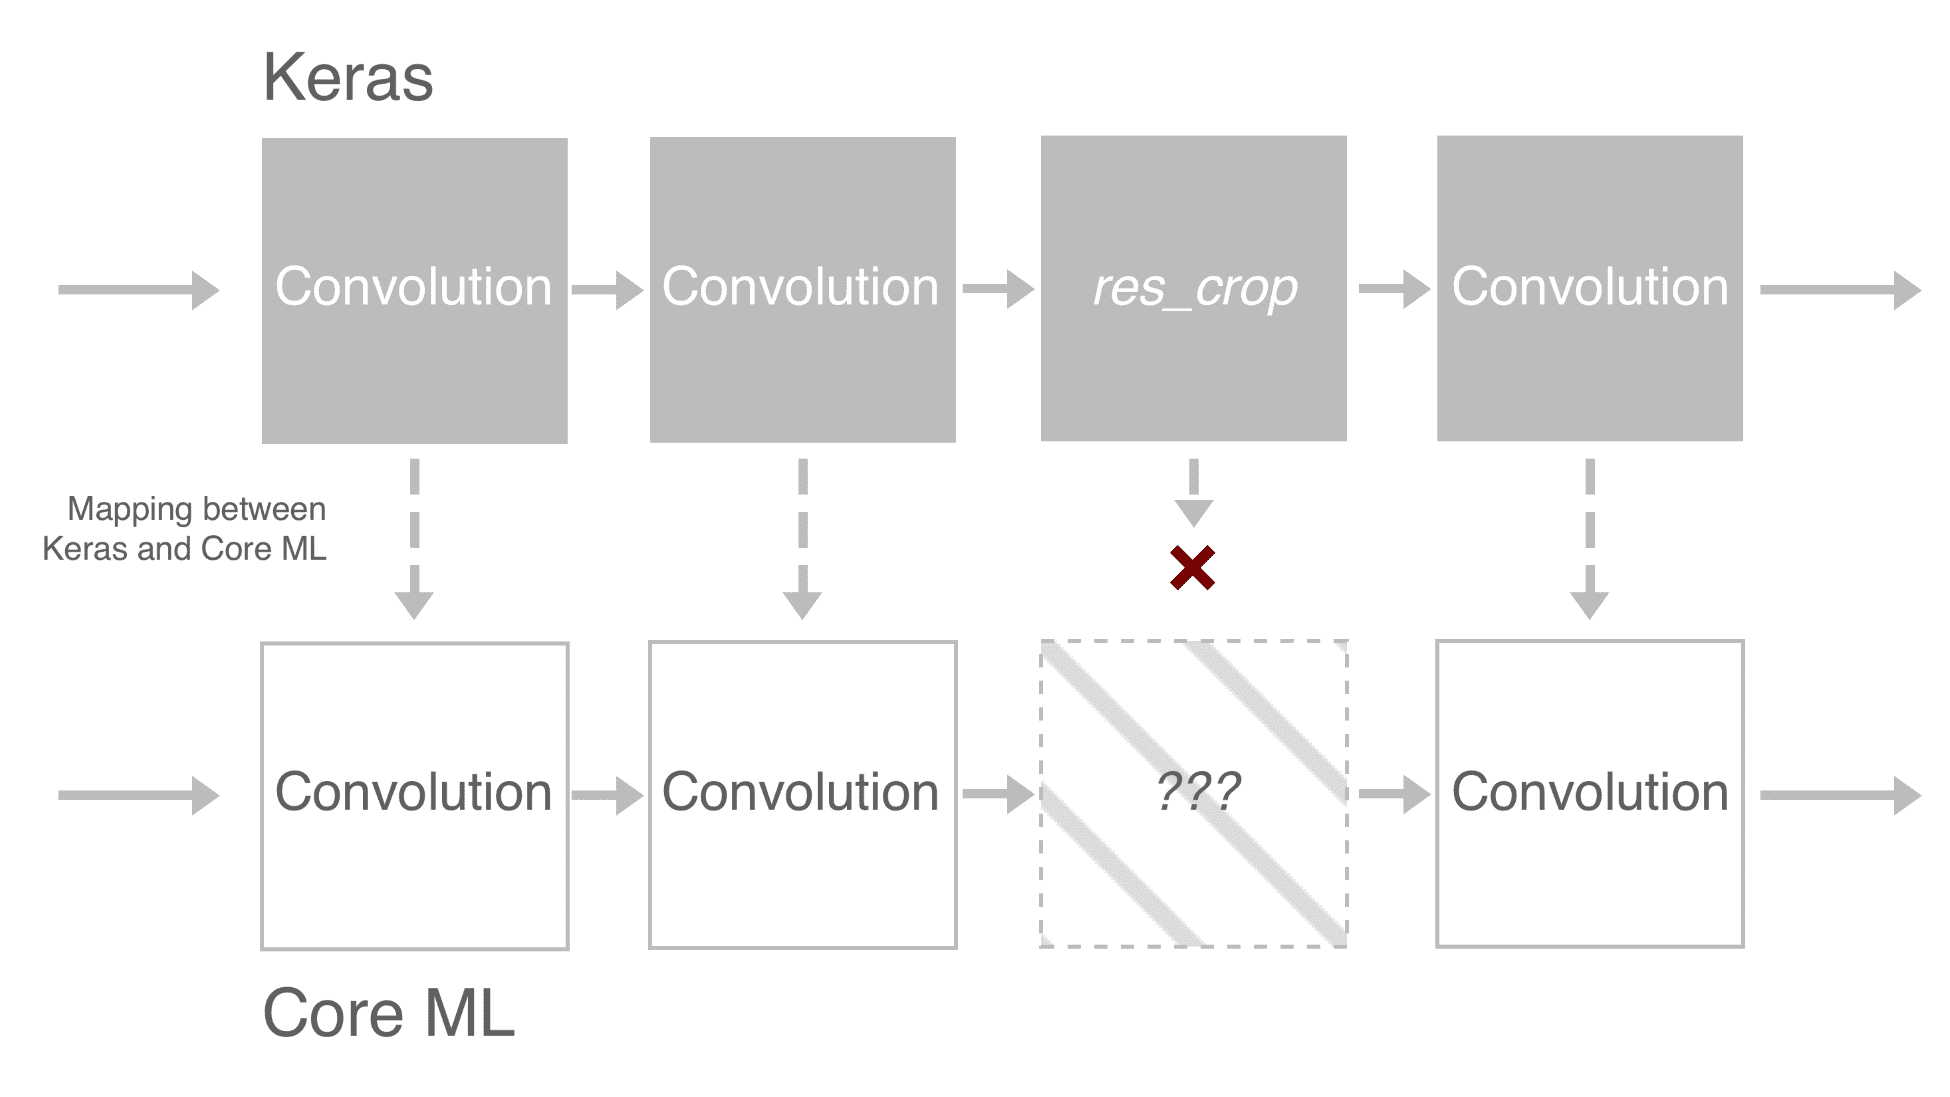 Keras
Convolution
Convolution
res_crop
Convolution
Mapping between
Keras and Core ML
Convolution
Convolution
???
Convolution
Core ML